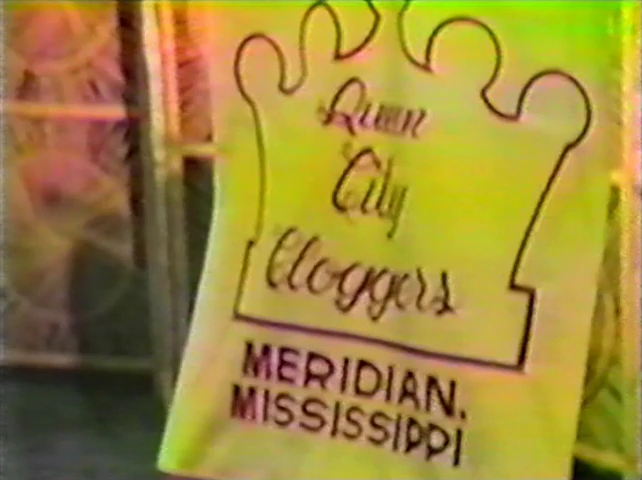 Queen
City
Cloggers
MERIDIAN,
MISSISSIPPI